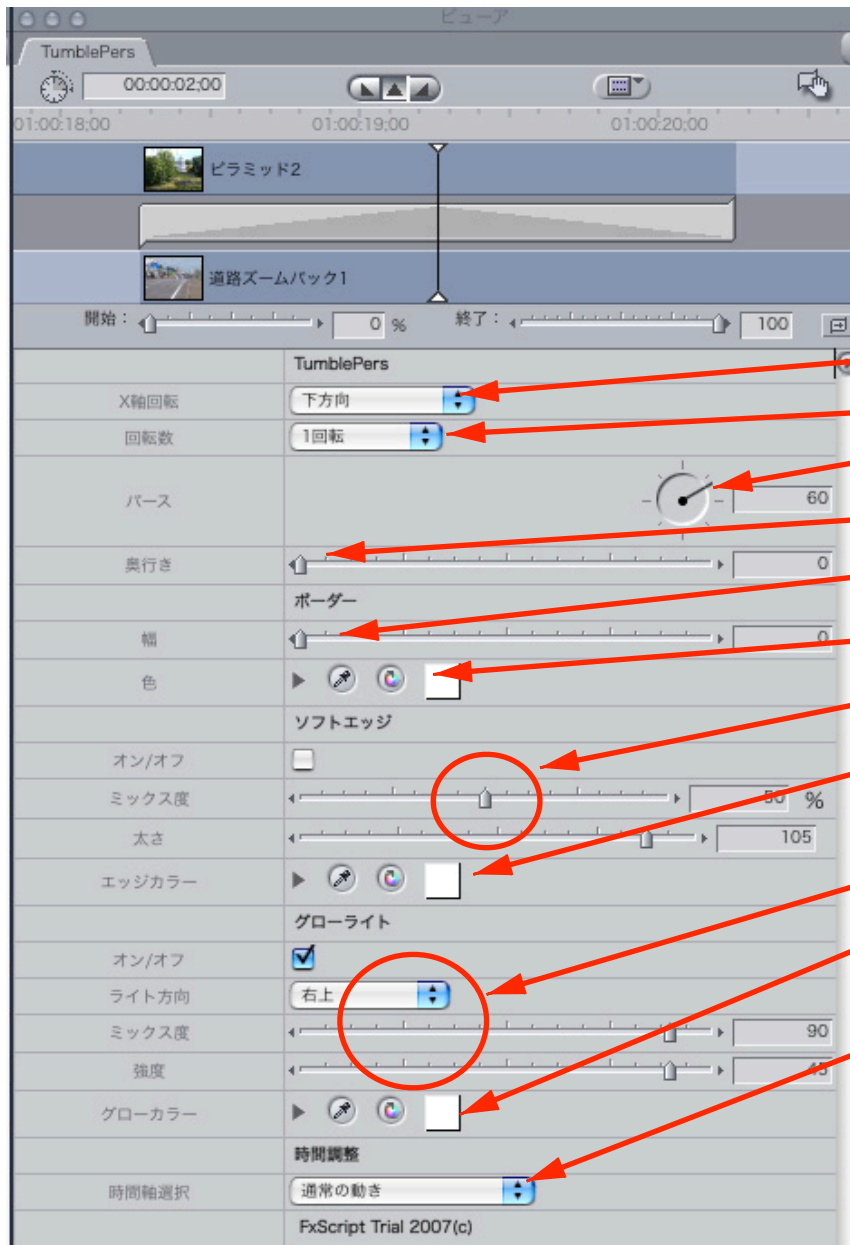 ビューア
TumblePers
00:00:02;00
01:00:18;00 01:00:19;00 01:00:20;00
ピラミッド2
道路ズームバック1
開始： 0 % 終了： 100
TumblePers
X軸回転 下方向
回転数 1回転
パース 60
奥行き 0
ボーダー
幅 0
色
ソフトエッジ
オン/オフ
ミックス度 50 %
太さ 105
エッジカラー
グローライト
オン/オフ
ライト方向 右上
ミックス度 90
強度 45
グローカラー
時間調整
時間軸選択 通常の動き
FxScript Trial 2007(c)